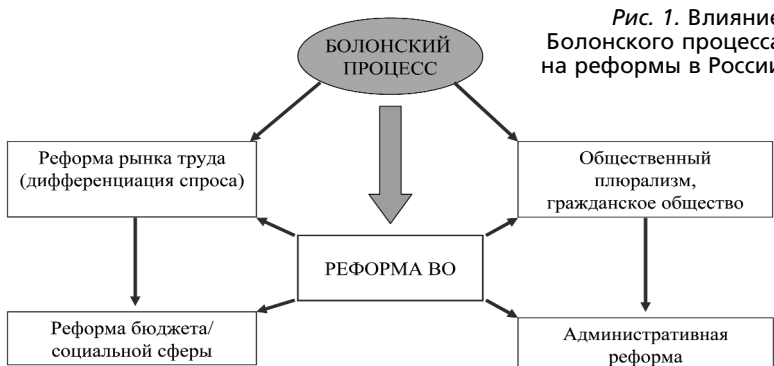 Рис. 1. Влияние
Болонского процесса
на реформы в России
БОЛОНСКИЙ
ПРОЦЕСС
Реформа рынка труда
(дифференциация спроса)
Общественный
плюрализм,
гражданское общество
РЕФОРМА ВО
Реформа бюджета/
социальной сферы
Административная
реформа